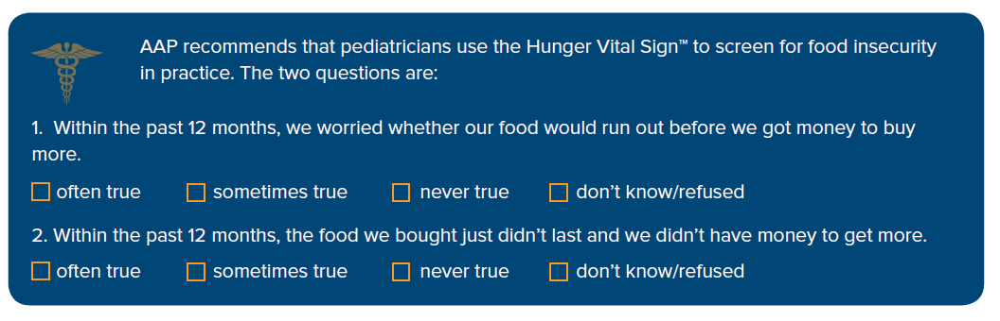 AAP recommends that pediatricians use the Hunger Vital Sign™ to screen for food insecurity
in practice. The two questions are:
1. Within the past 12 months, we worried whether our food would run out before we got money to buy
more.
often true sometimes true never true don’t know/refused
2. Within the past 12 months, the food we bought just didn’t last and we didn’t have money to get more.
often true sometimes true never true don’t know/refused